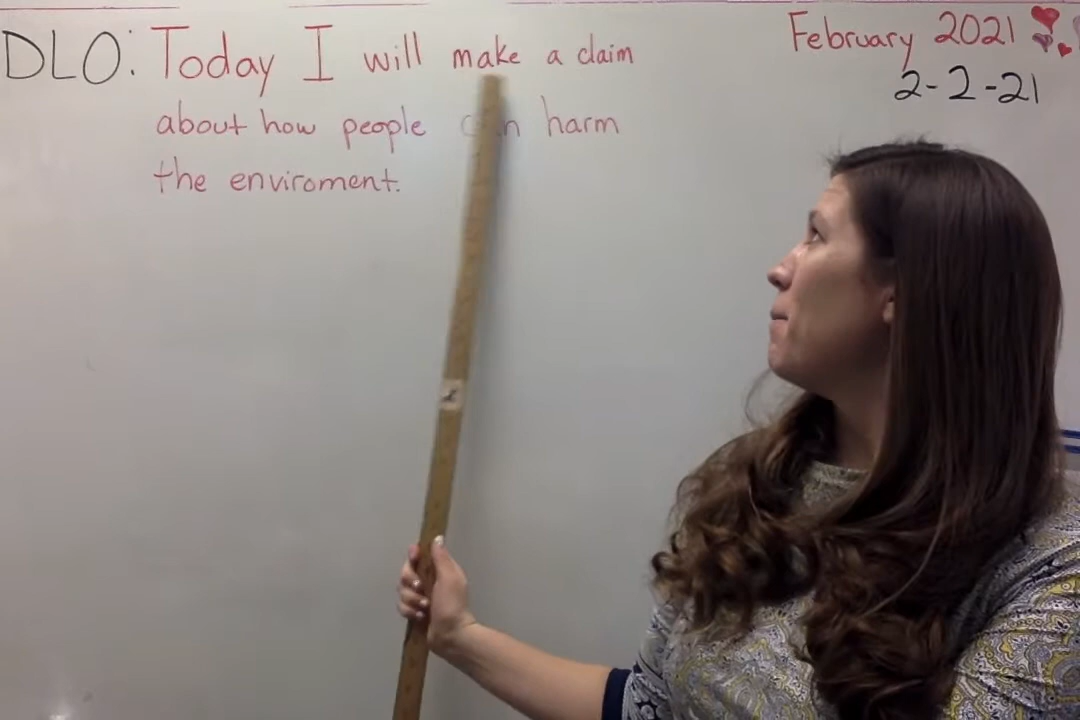 DLO: Today I will make a claim
about how people can harm
the enviroment.
February 2021
2-2-21